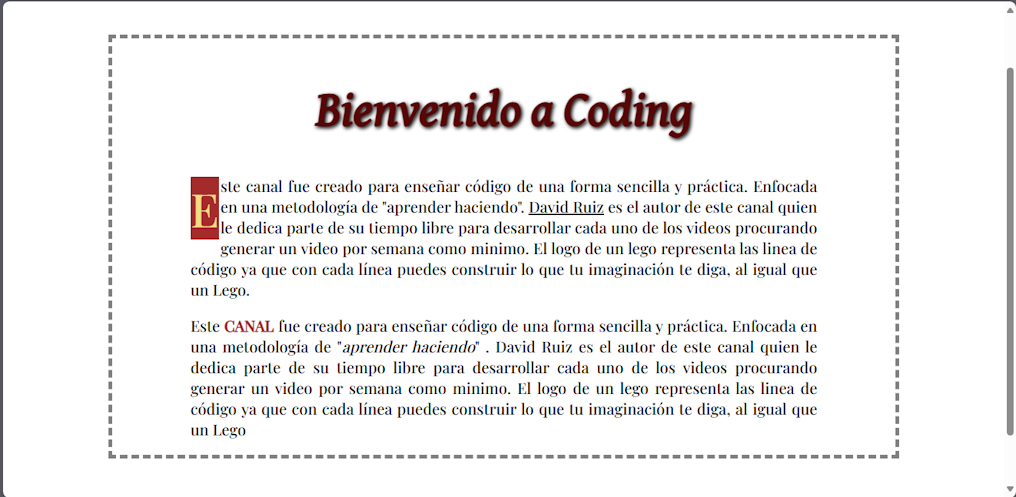 Bienvenido a Coding
Este canal fue creado para enseñar código de una forma sencilla y práctica. Enfocada
en una metodología de "aprender haciendo". David Ruiz es el autor de este canal quien
le dedica parte de su tiempo libre para desarrollar cada uno de los videos procurando
generar un video por semana como minimo. El logo de un lego representa las linea de
código ya que con cada línea puedes construir lo que tu imaginación te diga, al igual que
un Lego.
Este CANAL fue creado para enseñar código de una forma sencilla y práctica. Enfocada en
una metodología de "aprender haciendo" . David Ruiz es el autor de este canal quien le
dedica parte de su tiempo libre para desarrollar cada uno de los videos procurando
generar un video por semana como minimo. El logo de un lego representa las linea de
código ya que con cada línea puedes construir lo que tu imaginación te diga, al igual que
un Lego